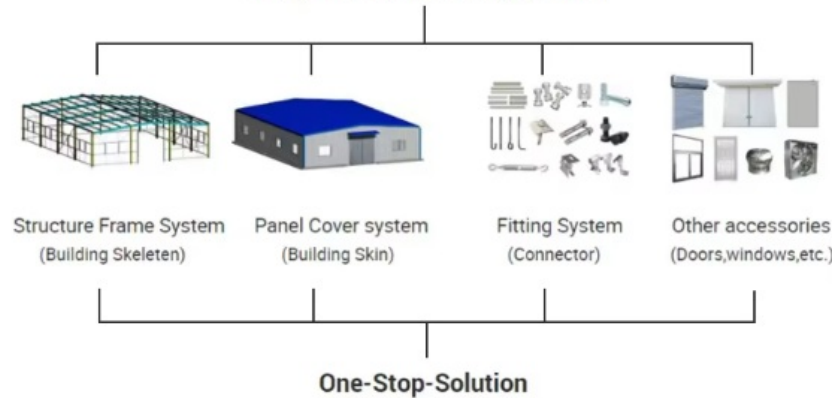 Structure Frame System
(Building Skeleten)
Panel Cover system
(Building Skin)
Fitting System
(Connector)
Other accessories
(Doors,windows,etc.)
One-Stop-Solution